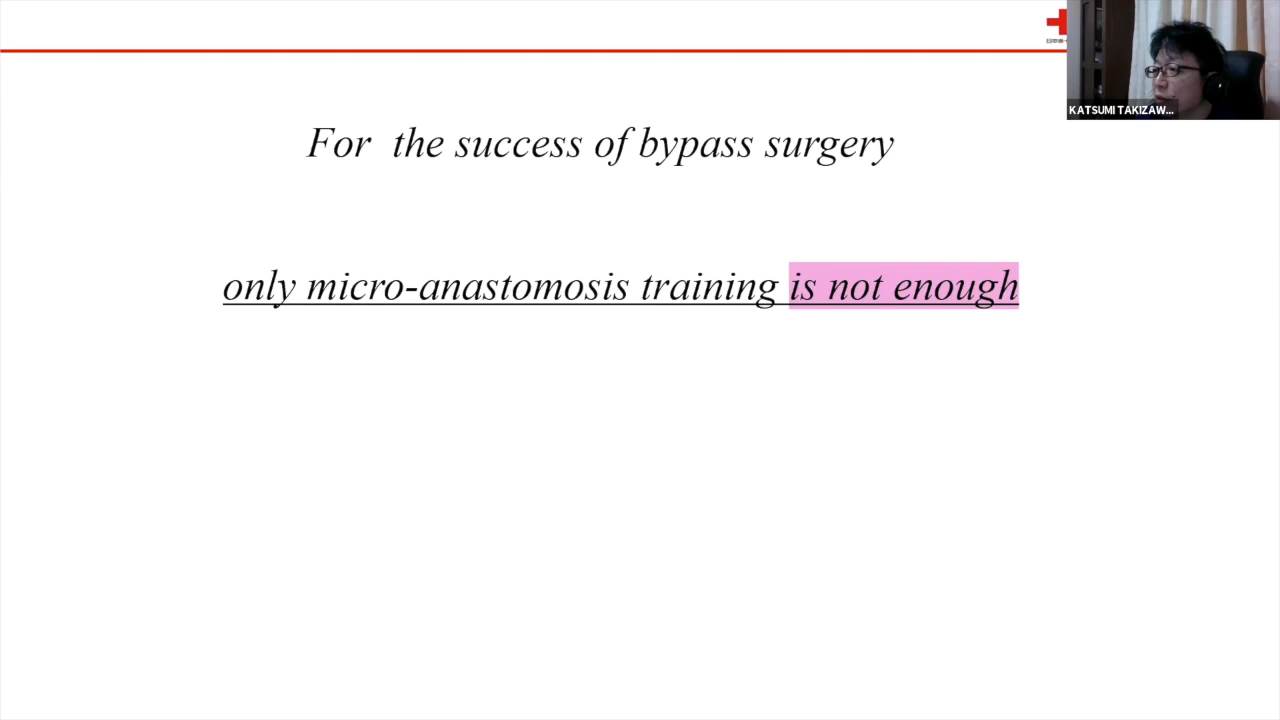 KATSUMI TAKIZAW...
For the success of bypass surgery
only micro-anastomosis training is not enough